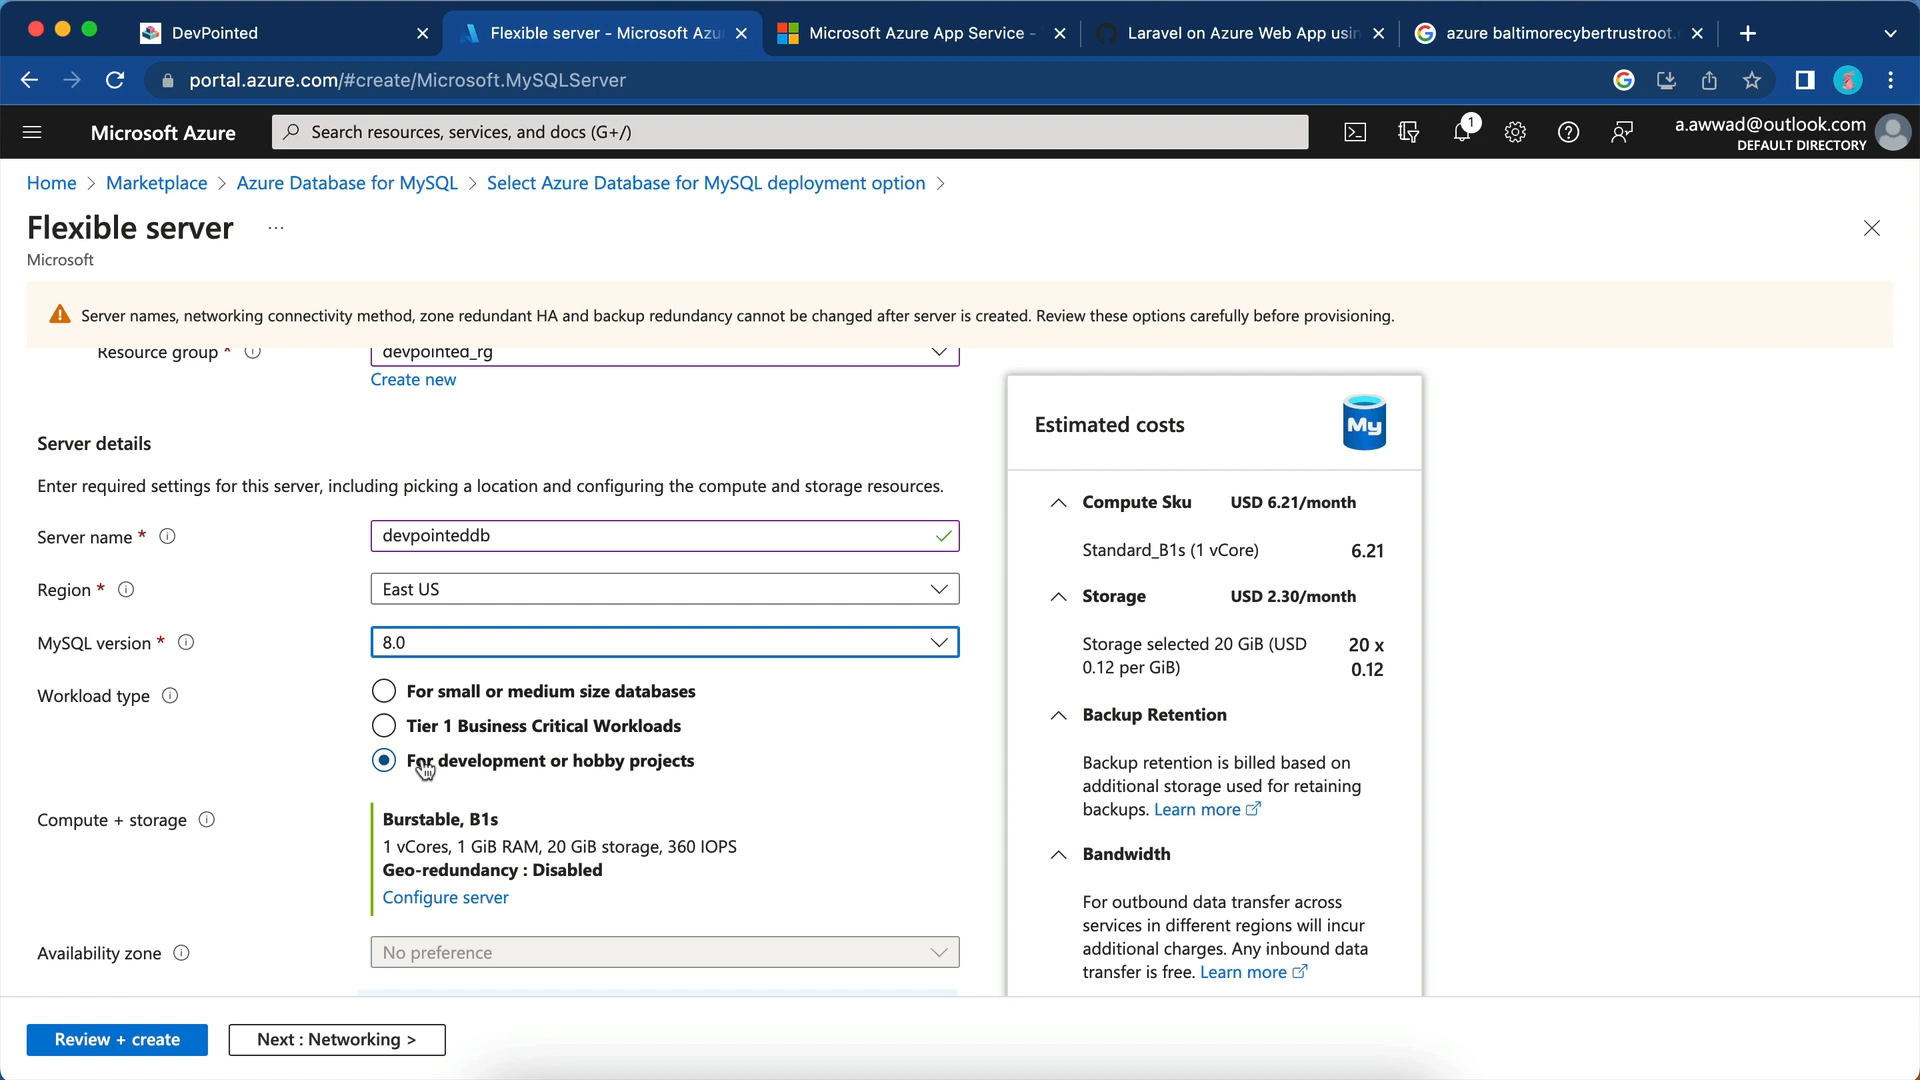 DevPointed
Flexible server - Microsoft Azu
Microsoft Azure App Service -
Laravel on Azure Web App usin
azure baltimorecybertrustroot.
portal.azure.com/#create/Microsoft.MySQLServer
Microsoft Azure
Search resources, services, and docs (G+/)
1
a.awwad@outlook.com
DEFAULT DIRECTORY
Home > Marketplace > Azure Database for MySQL > Select Azure Database for MySQL deployment option >
Flexible server ...
Microsoft
Server names, networking connectivity method, zone redundant HA and backup redundancy cannot be changed after server is created. Review these options carefully before provisioning.
Resource group *
devpointed_rg
Create new
Server details
Enter required settings for this server, including picking a location and configuring the compute and storage resources.
Server name *
devpointeddb
Region *
East US
MySQL version *
8.0
Workload type
For small or medium size databases
Tier 1 Business Critical Workloads
For development or hobby projects
Compute + storage
Burstable, B1s
1 vCores, 1 GiB RAM, 20 GiB storage, 360 IOPS
Geo-redundancy : Disabled
Configure server
Availability zone
No preference
Estimated costs
My
Compute Sku USD 6.21/month
Standard_B1s (1 vCore) 6.21
Storage USD 2.30/month
Storage selected 20 GiB (USD 20 x
0.12 per GiB) 0.12
Backup Retention
Backup retention is billed based on
additional storage used for retaining
backups. Learn more
Bandwidth
For outbound data transfer across
services in different regions will incur
additional charges. Any inbound data
transfer is free. Learn more
Review + create
Next : Networking >